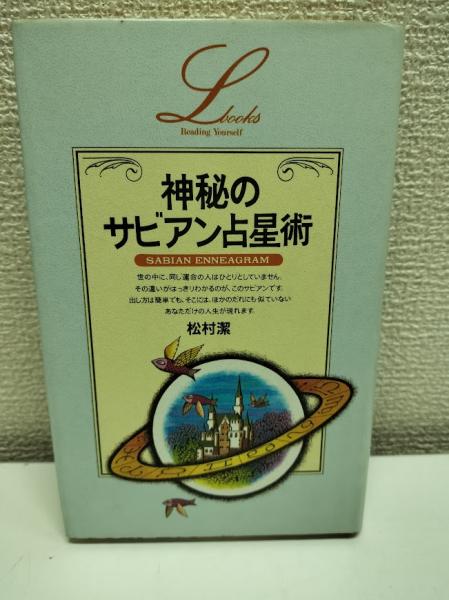 L books
Reading Yourself
神秘の
サビアン占星術
SABIAN ENNEAGRAM
世の中に、同じ運命の人はひとりとしていません。
その違いがはっきりわかるのが、このサビアンです。
出し方は簡単でも、そこには、ほかのだれにも似ていない
あなただけの人生が現れます。
松村潔